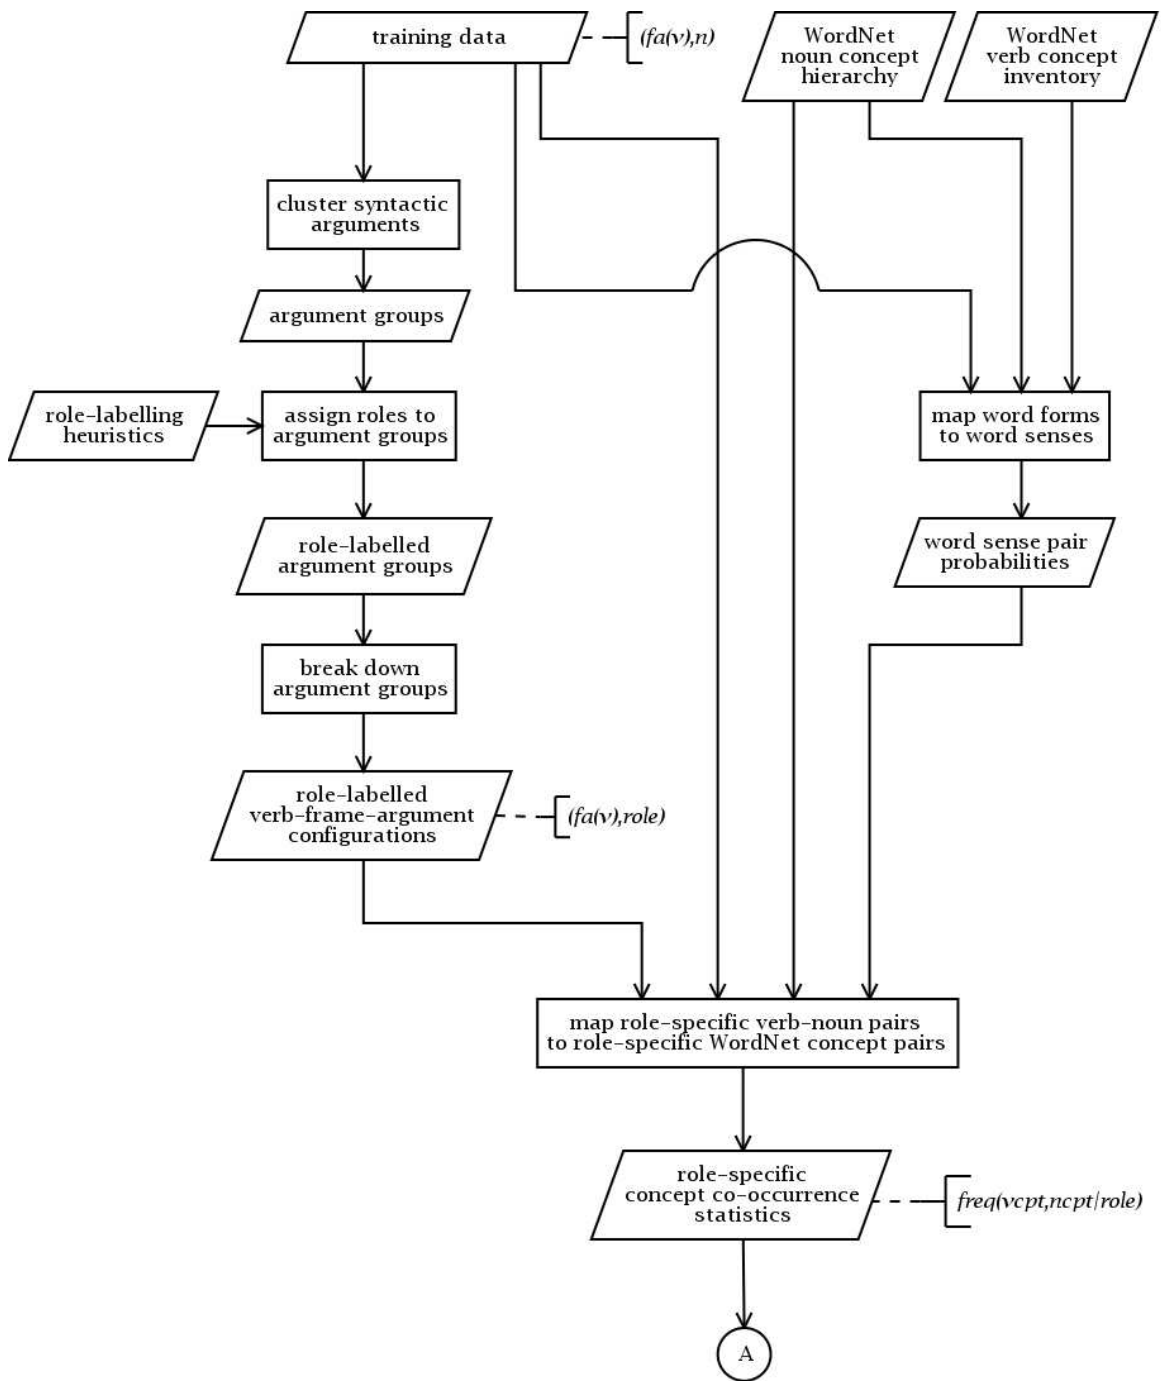 training data
(fa(v),n)
WordNet
noun concept
hierarchy
WordNet
verb concept
inventory
cluster syntactic
arguments
argument groups
role-labelling
heuristics
assign roles to
argument groups
map word forms
to word senses
role-labelled
argument groups
word sense pair
probabilities
break down
argument groups
role-labelled
verb-frame-argument
configurations
(fa(v),role)
map role-specific verb-noun pairs
to role-specific WordNet concept pairs
role-specific
concept co-occurrence
statistics
freq(vcpt,ncpt|role)
A